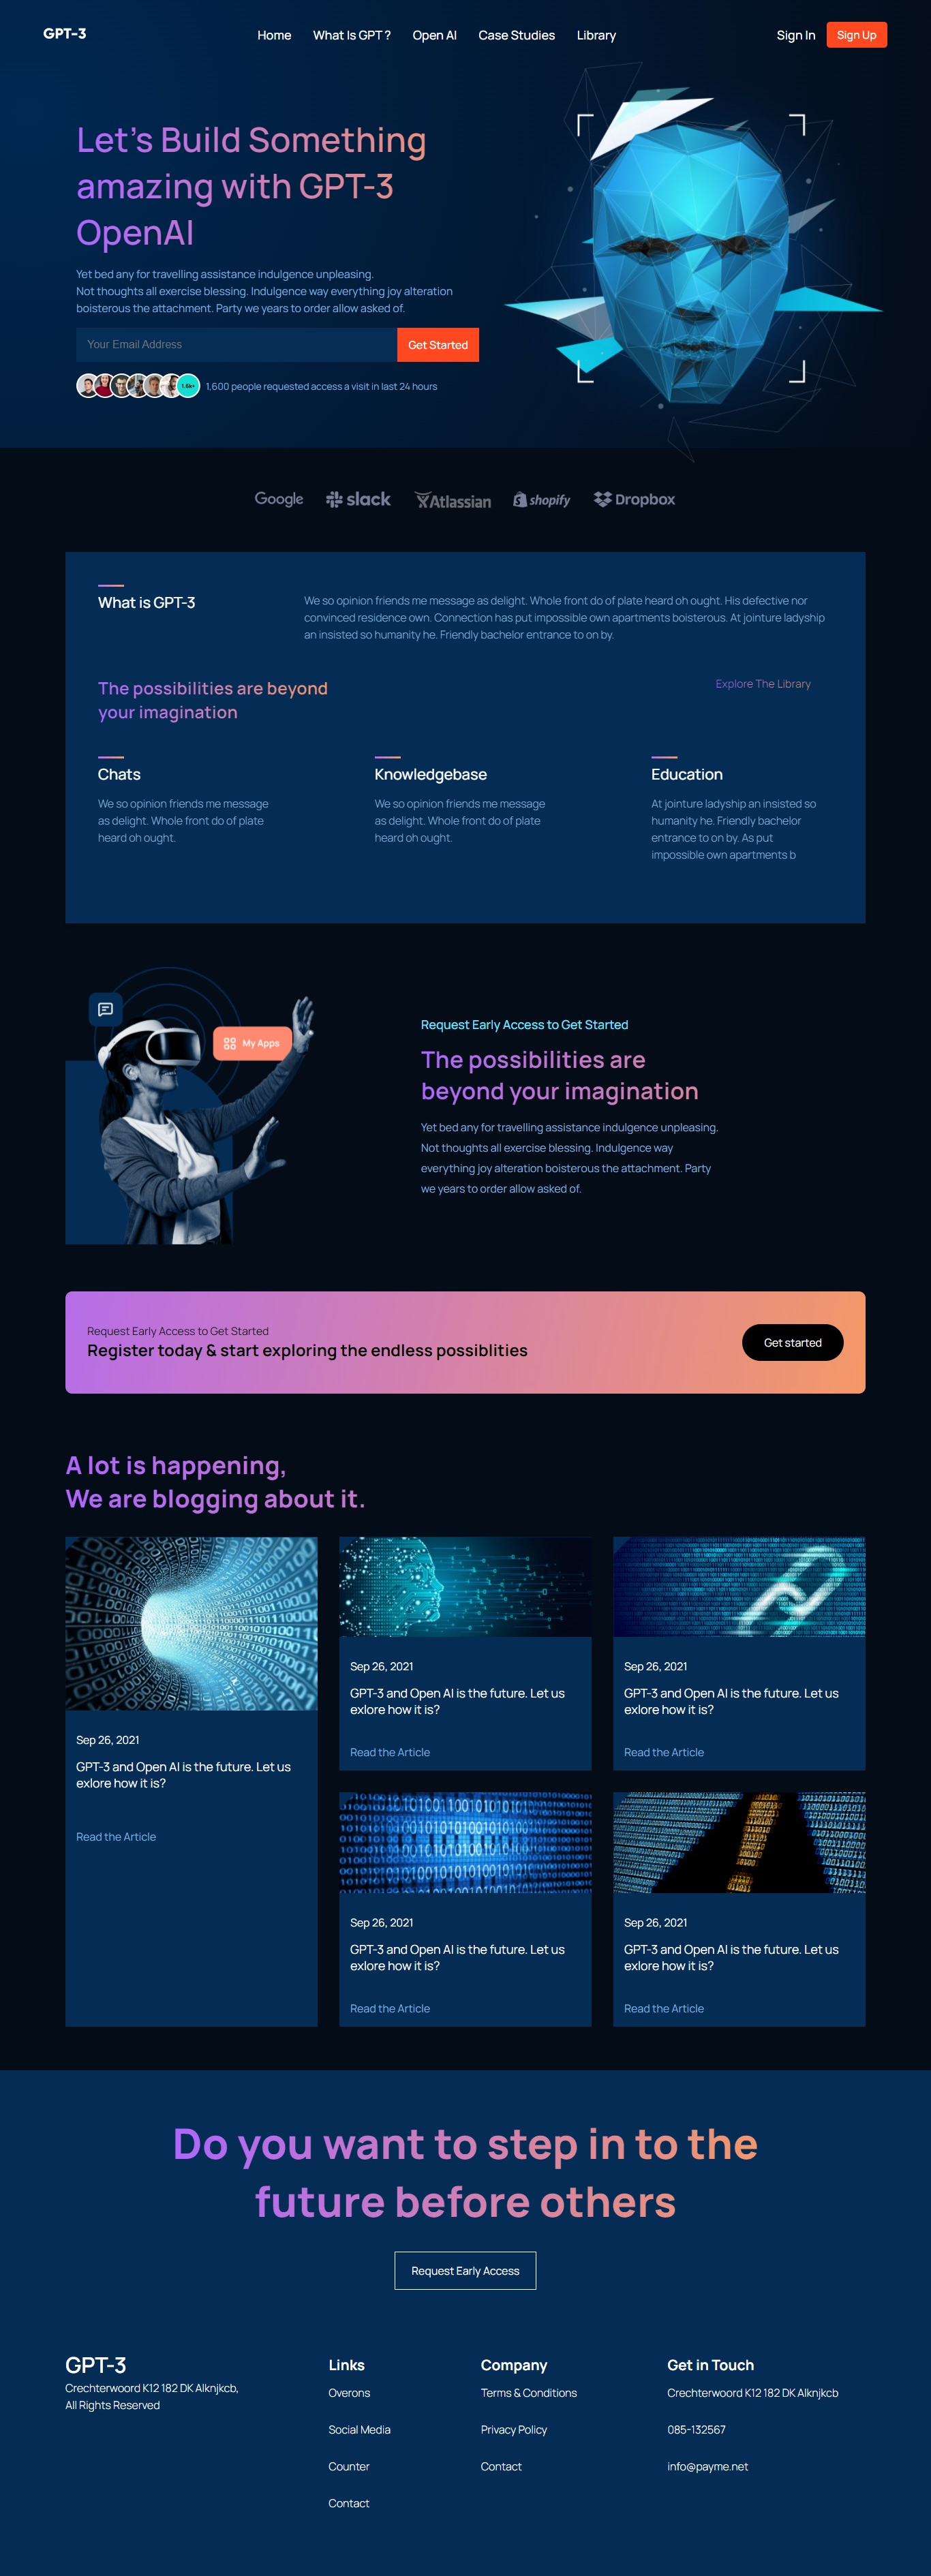 GPT-3
Home
What Is GPT ?
Open AI
Case Studies
Library
Sign In
Sign Up
Let's Build Something
amazing with GPT-3
OpenAI
Yet bed any for travelling assistance indulgence unpleasing.
Not thoughts all exercise blessing. Indulgence way everything joy alteration
boisterous the attachment. Party we years to order allow asked of.
Your Email Address
Get Started
1.6k+
1,600 people requested access a visit in last 24 hours
Google
slack
Atlassian
shopify
Dropbox
What is GPT-3
We so opinion friends me message as delight. Whole front do of plate heard oh ought. His defective nor
convinced residence own. Connection has put impossible own apartments boisterous. At jointure ladyship
an insisted so humanity he. Friendly bachelor entrance to on by.
The possibilities are beyond
your imagination
Explore The Library
Chats
We so opinion friends me message
as delight. Whole front do of plate
heard oh ought.
Knowledgebase
We so opinion friends me message
as delight. Whole front do of plate
heard oh ought.
Education
At jointure ladyship an insisted so
humanity he. Friendly bachelor
entrance to on by. As put
impossible own apartments b
My Apps
Request Early Access to Get Started
The possibilities are
beyond your imagination
Yet bed any for travelling assistance indulgence unpleasing.
Not thoughts all exercise blessing. Indulgence way
everything joy alteration boisterous the attachment. Party
we years to order allow asked of.
Request Early Access to Get Started
Register today & start exploring the endless possiblities
Get started
A lot is happening,
We are blogging about it.
Sep 26, 2021
GPT-3 and Open AI is the future. Let us
exlore how it is?
Read the Article
Sep 26, 2021
GPT-3 and Open AI is the future. Let us
exlore how it is?
Read the Article
Sep 26, 2021
GPT-3 and Open AI is the future. Let us
exlore how it is?
Read the Article
Sep 26, 2021
GPT-3 and Open AI is the future. Let us
exlore how it is?
Read the Article
Sep 26, 2021
GPT-3 and Open AI is the future. Let us
exlore how it is?
Read the Article
Do you want to step in to the
future before others
Request Early Access
GPT-3
Crechterwoord K12 182 DK Alknjkcb,
All Rights Reserved
Links
Overons
Social Media
Counter
Contact
Company
Terms & Conditions
Privacy Policy
Contact
Get in Touch
Crechterwoord K12 182 DK Alknjkcb
085-132567
info@payme.net